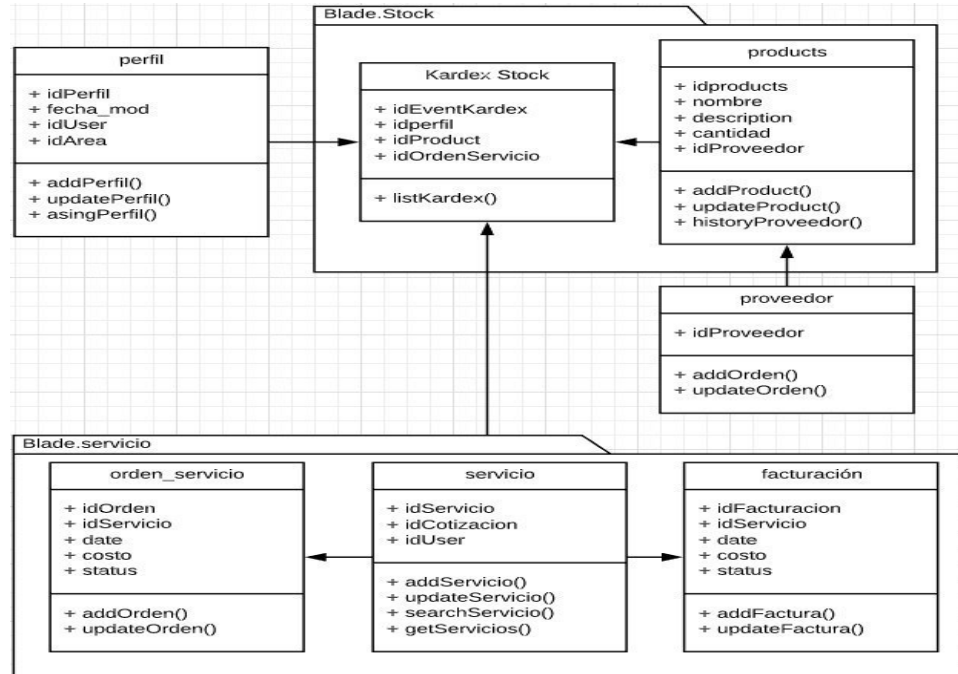 Blade.Stock
perfil
+ idPerfil
+ fecha_mod
+ idUser
+ idArea
+ addPerfil()
+ updatePerfil()
+ asingPerfil()
Kardex Stock
+ idEventKardex
+ idperfil
+ idProduct
+ idOrdenServicio
+ listKardex()
products
+ idproducts
+ nombre
+ description
+ cantidad
+ idProveedor
+ addProduct()
+ updateProduct()
+ historyProveedor()
proveedor
+ idProveedor
+ addOrden()
+ updateOrden()
Blade.servicio
orden_servicio
+ idOrden
+ idServicio
+ date
+ costo
+ status
+ addOrden()
+ updateOrden()
servicio
+ idServicio
+ idCotizacion
+ idUser
+ addServicio()
+ updateServicio()
+ searchServicio()
+ getServicios()
facturación
+ idFacturacion
+ idServicio
+ date
+ costo
+ status
+ addFactura()
+ updateFactura()